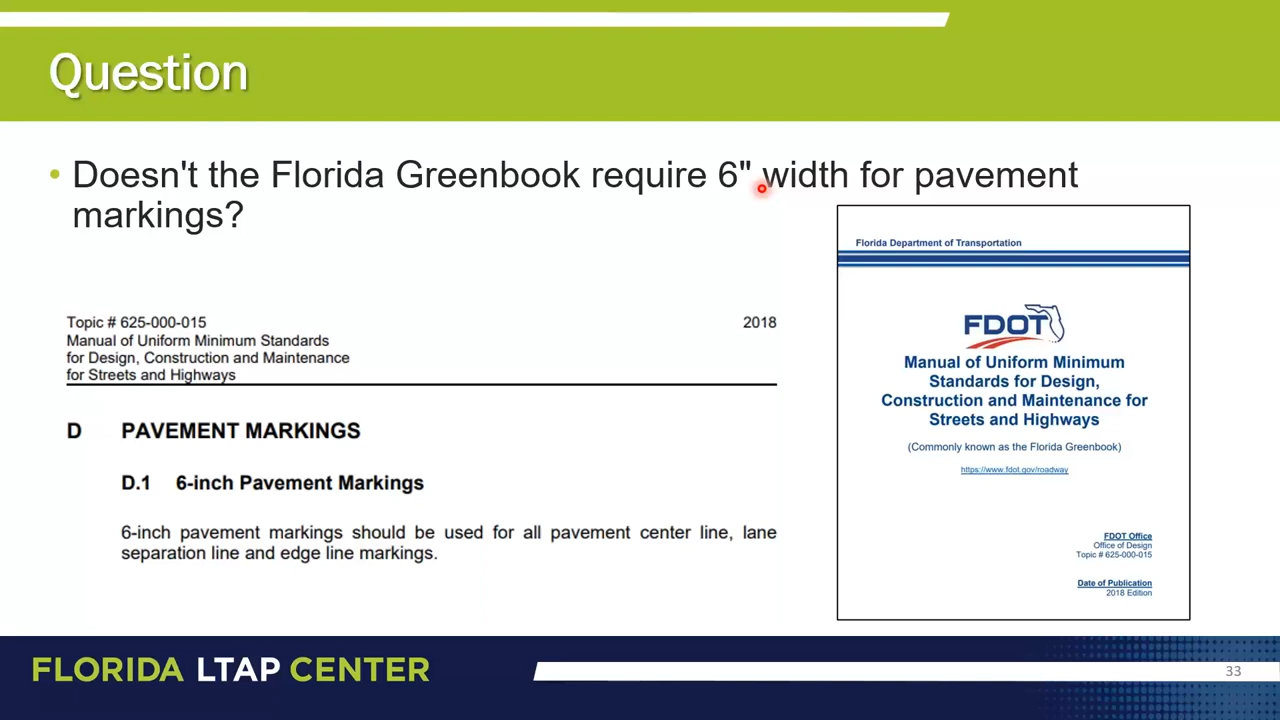 Question
• Doesn't the Florida Greenbook require 6" width for pavement
markings?
Topic # 625-000-015 2018
Manual of Uniform Minimum Standards
for Design, Construction and Maintenance
for Streets and Highways
D PAVEMENT MARKINGS
D.1 6-inch Pavement Markings
6-inch pavement markings should be used for all pavement center line, lane
separation line and edge line markings.
Florida Department of Transportation
FDOT
Manual of Uniform Minimum
Standards for Design,
Construction and Maintenance for
Streets and Highways
(Commonly known as the Florida Greenbook)
https://www.fdot.gov/roadway
FDOT Office
Office of Design
Topic # 625-000-015
Date of Publication
2018 Edition
FLORIDA LTAP CENTER
33